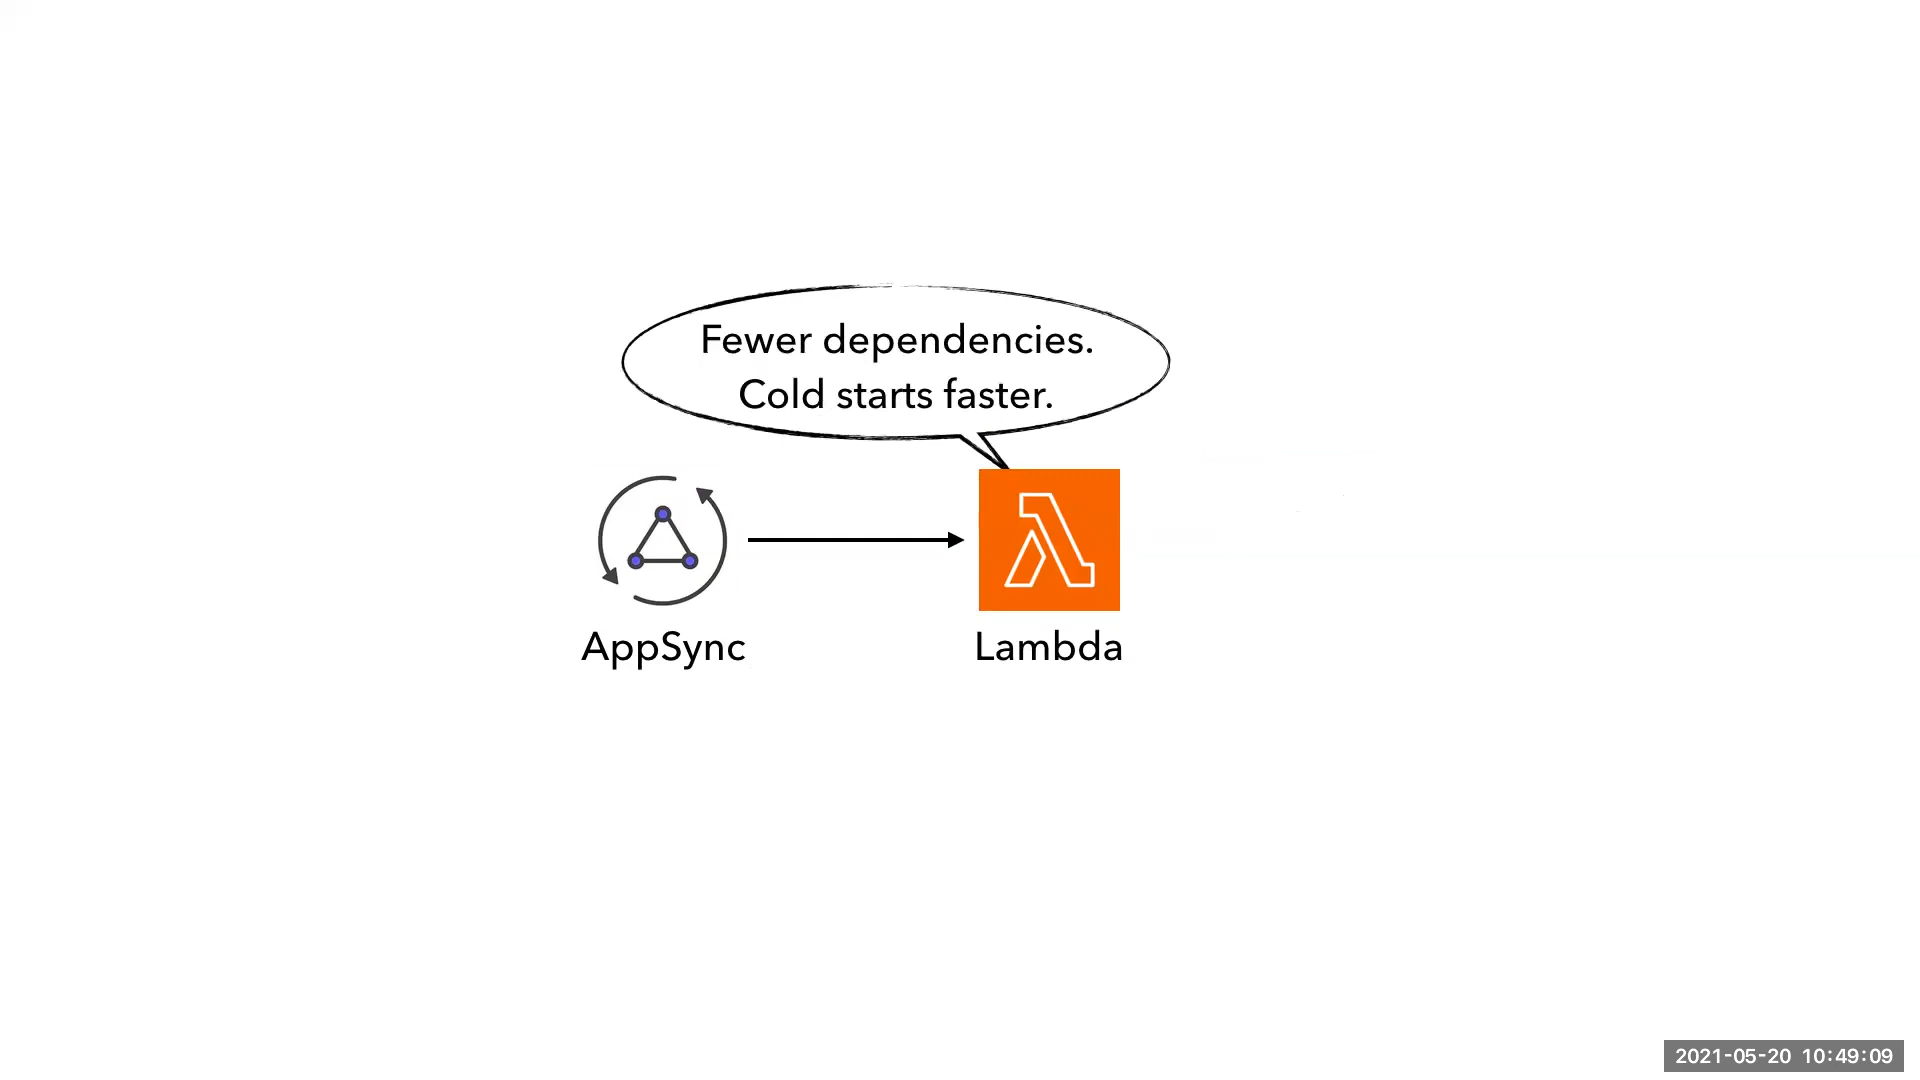 Fewer dependencies.
Cold starts faster.
AppSync
Lambda
2021-05-20 10:49:09